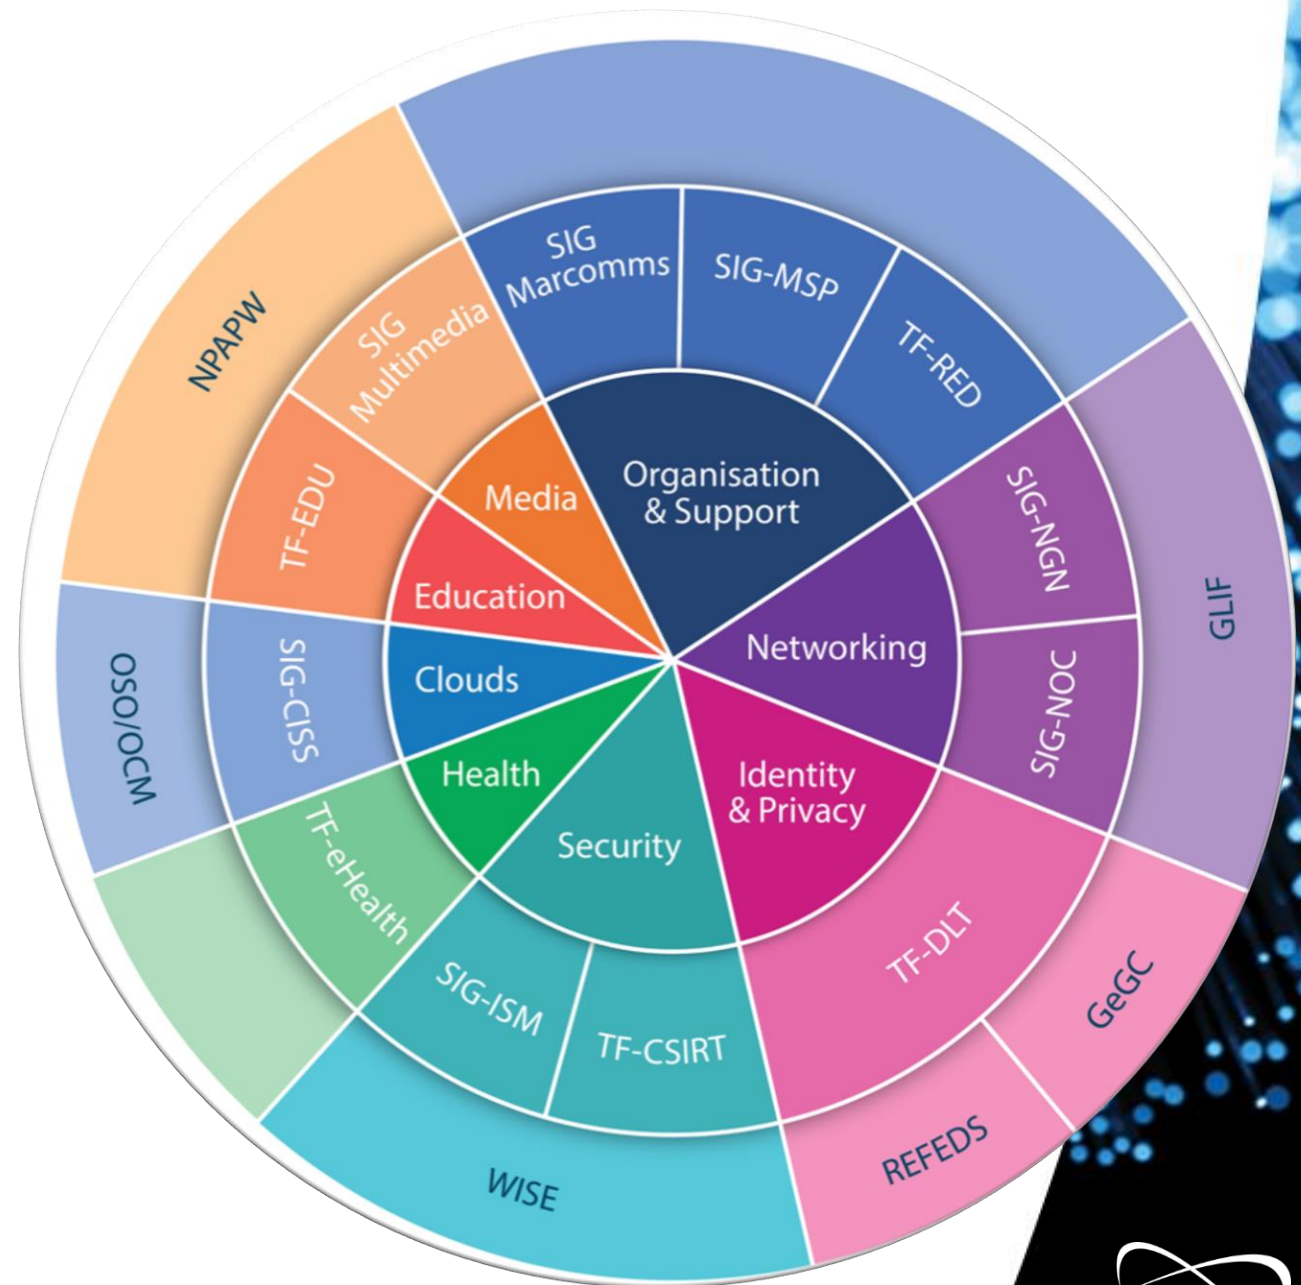 NPAPW
SIG
Marcomms
SIG-MSP
TF-RED
SIG
Multimedia
TF-EDU
Media
Organisation
& Support
SIG-NGN
GLIF
Education
Networking
OSO/OCM
SIG-CISS
Clouds
SIG-NOC
Health
Identity
& Privacy
TF-eHealth
Security
TF-DLT
GeGC
SIG-ISM
TF-CSIRT
REFEDS
WISE